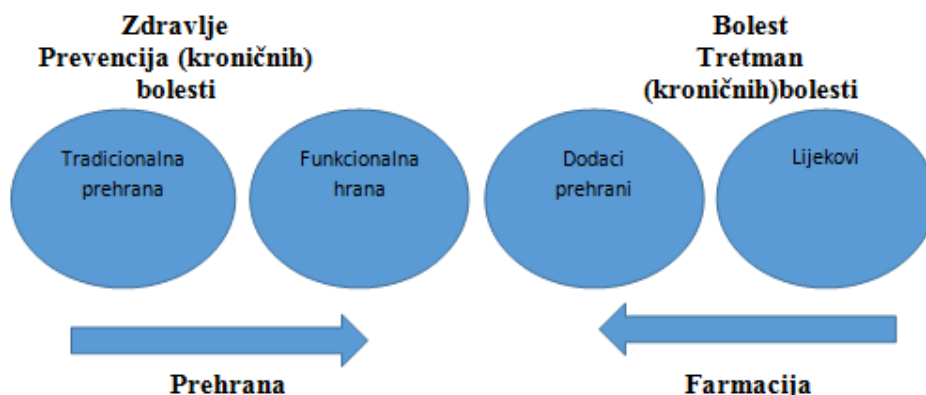 Zdravlje
Prevencija (kroničnih)
bolesti
Bolest
Tretman
(kroničnih)bolesti
Tradicionalna
prehrana
Funkcionalna
hrana
Dodaci
prehrani
Lijekovi
Prehrana
Farmacija